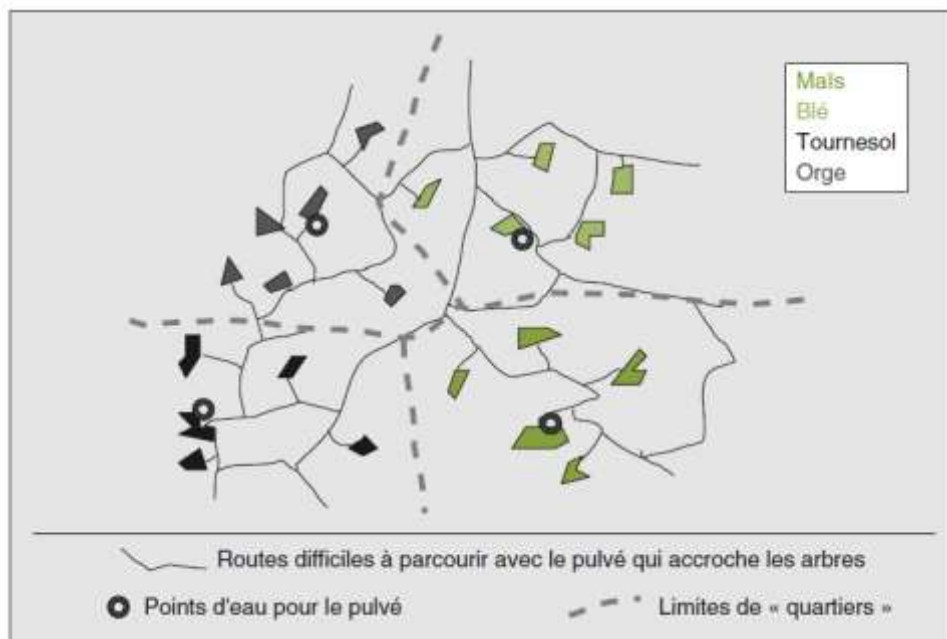 Maïs
Blé
Tournesol
Orge
Routes difficiles à parcourir avec le pulvé qui accroche les arbres
Points d'eau pour le pulvé
Limites de « quartiers »